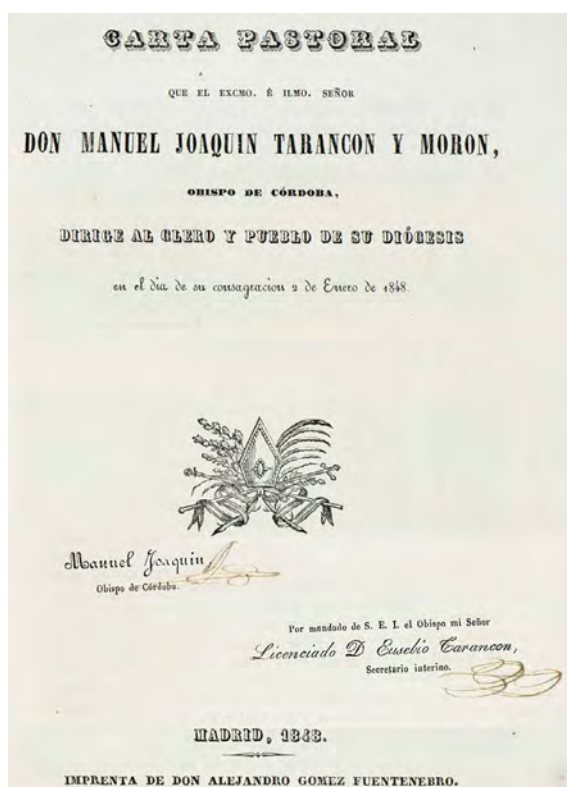 CARTA PASTORAL
QUE EL EXCMO. É ILMO. SEÑOR
DON MANUEL JOAQUIN TARANCON Y MORON,
OBISPO DE CÓRDOBA,
DIRIGE AL CLERO Y PUEBLO DE SU DIÓCESIS
en el dia de su consagracion 2 de Enero de 1848.
Manuel Joaquin
Obispo de Córdoba.
Por mandado de S. E. I. el Obispo mi Señor
Licenciado D Eusebio Tarancon,
Secretario interino.
MADRID, 1848.
IMPRENTA DE DON ALEJANDRO GOMEZ FUENTENEBRO.